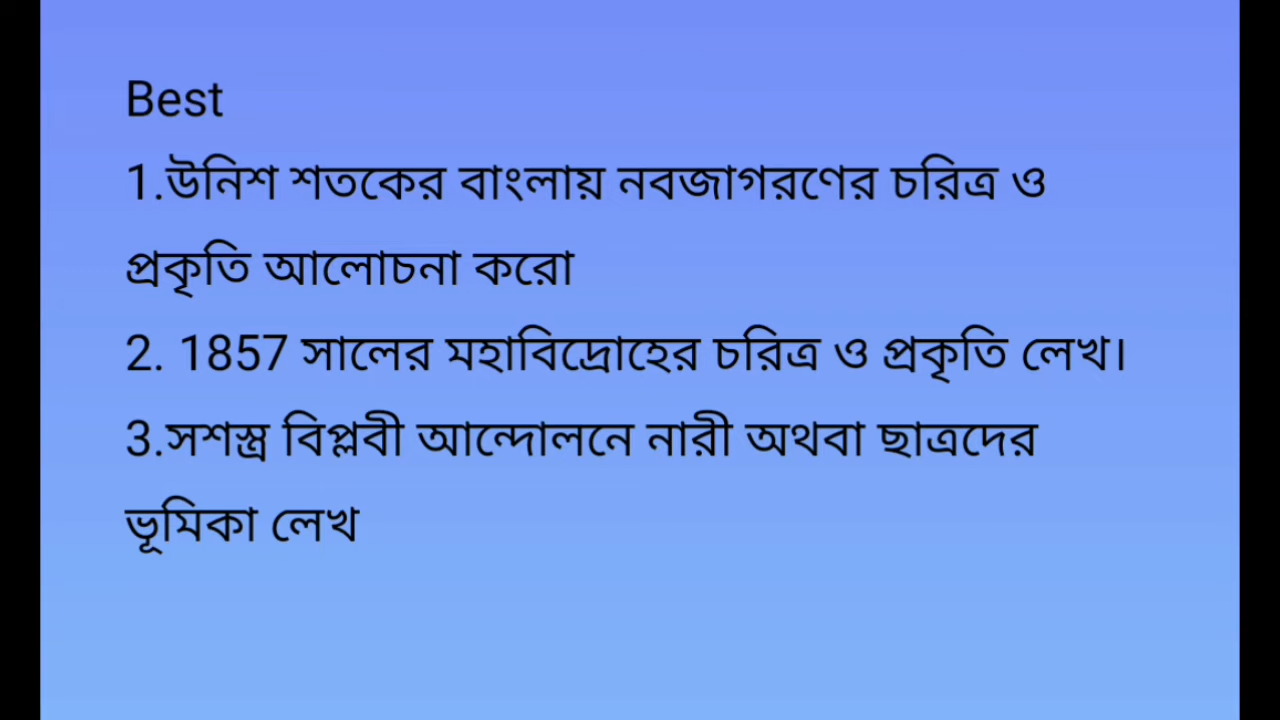 Best
1.উনিশ শতকের বাংলায় নবজাগরণের চরিত্র ও
প্রকৃতি আলোচনা করো
2. 1857 সালের মহাবিদ্রোহের চরিত্র ও প্রকৃতি লেখ।
3.সশস্ত্র বিপ্লবী আন্দোলনে নারী অথবা ছাত্রদের
ভূমিকা লেখ